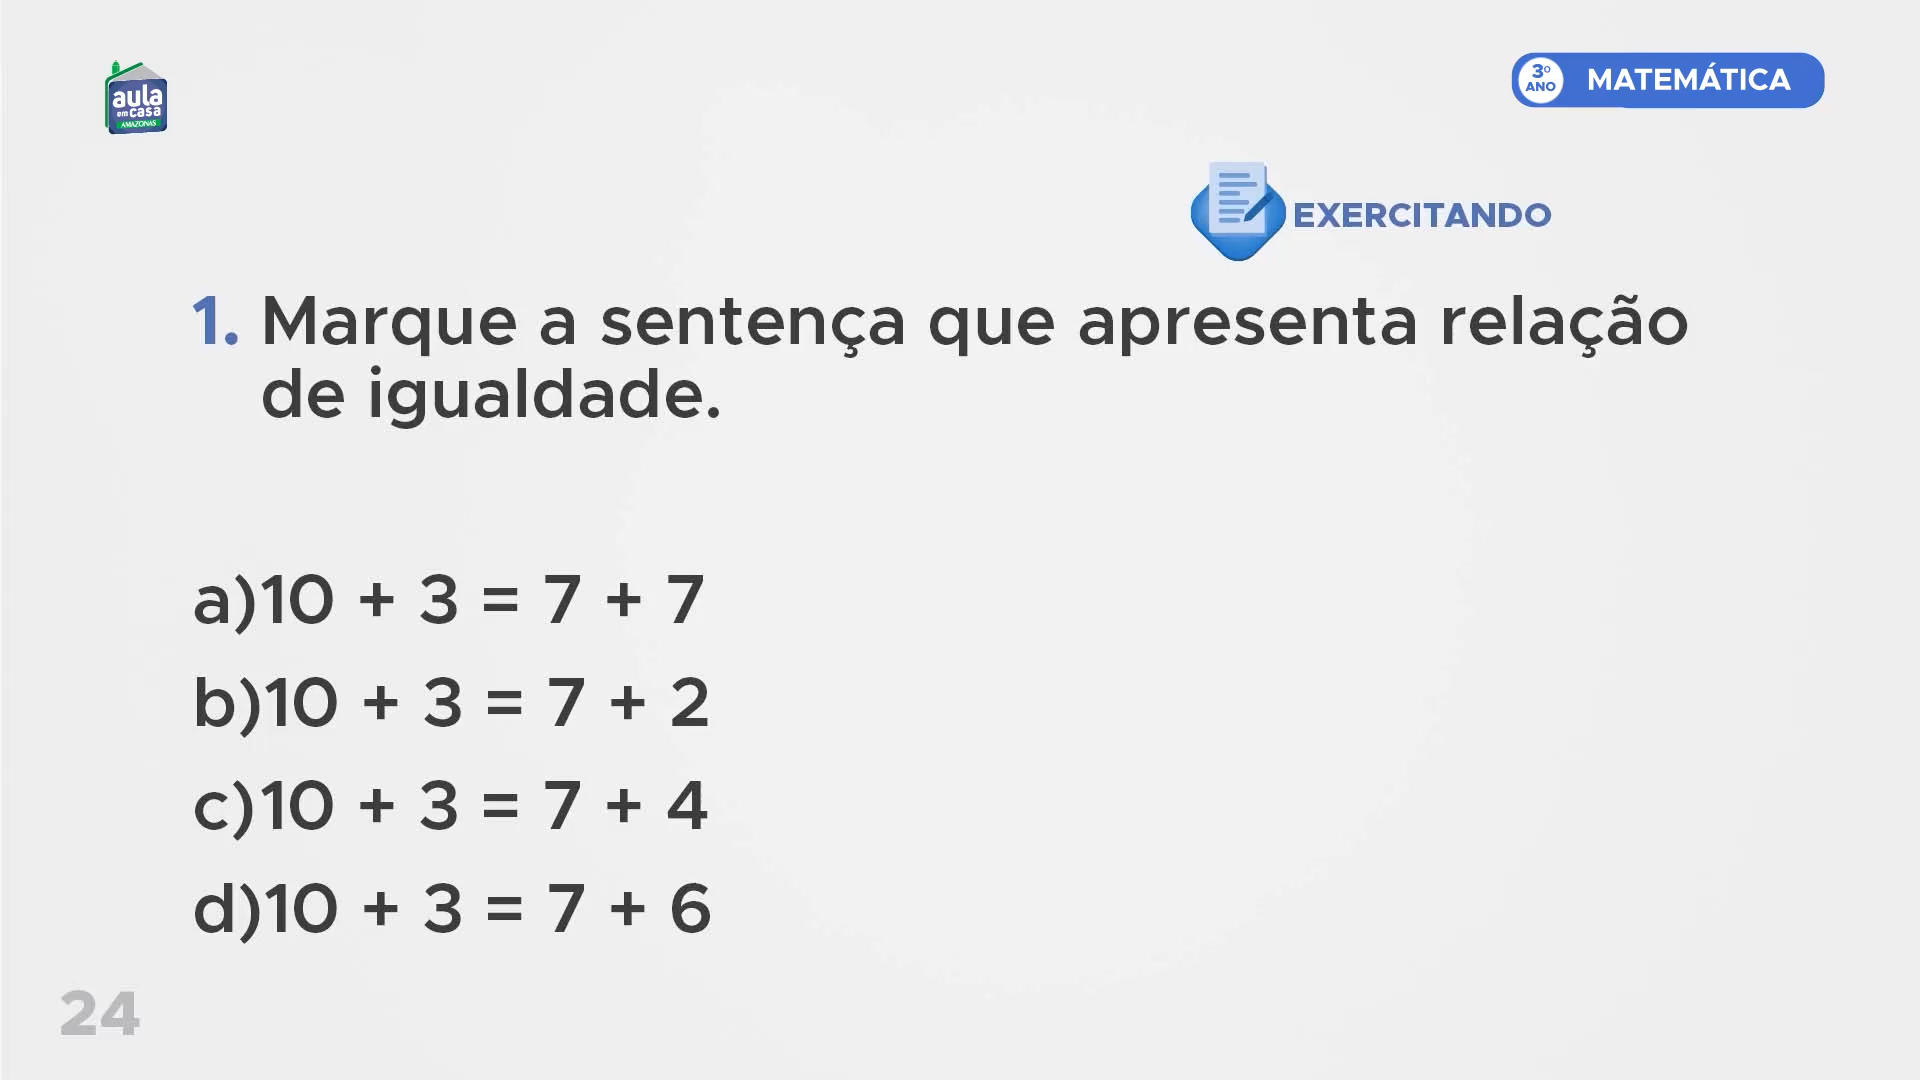 aula
em casa
AMAZONAS
3º
ANO
MATEMÁTICA
EXERCITANDO
1. Marque a sentença que apresenta relação
de igualdade.
a)10 + 3 = 7 + 7
b)10 + 3 = 7 + 2
c)10 + 3 = 7 + 4
d)10 + 3 = 7 + 6
24